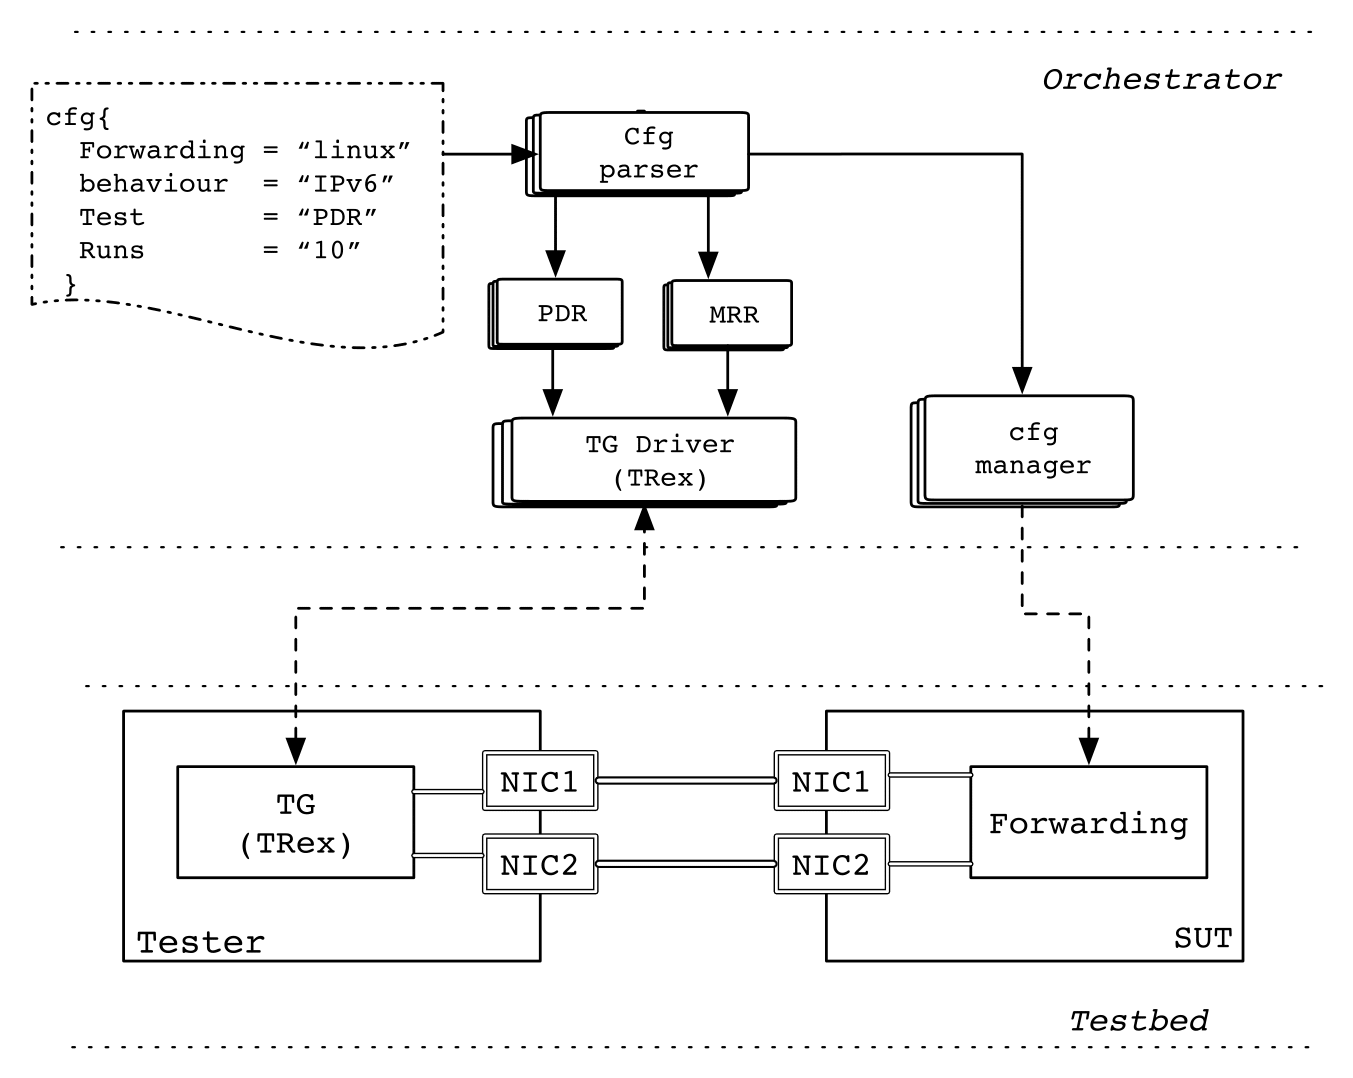 Orchestrator
cfg{
Forwarding = “linux”
behaviour = “IPv6”
Test = “PDR”
Runs = “10”
}
Cfg
parser
PDR
MRR
TG Driver
(TRex)
cfg
manager
TG
(TRex)
NIC1
NIC2
NIC1
NIC2
Forwarding
Tester
SUT
Testbed